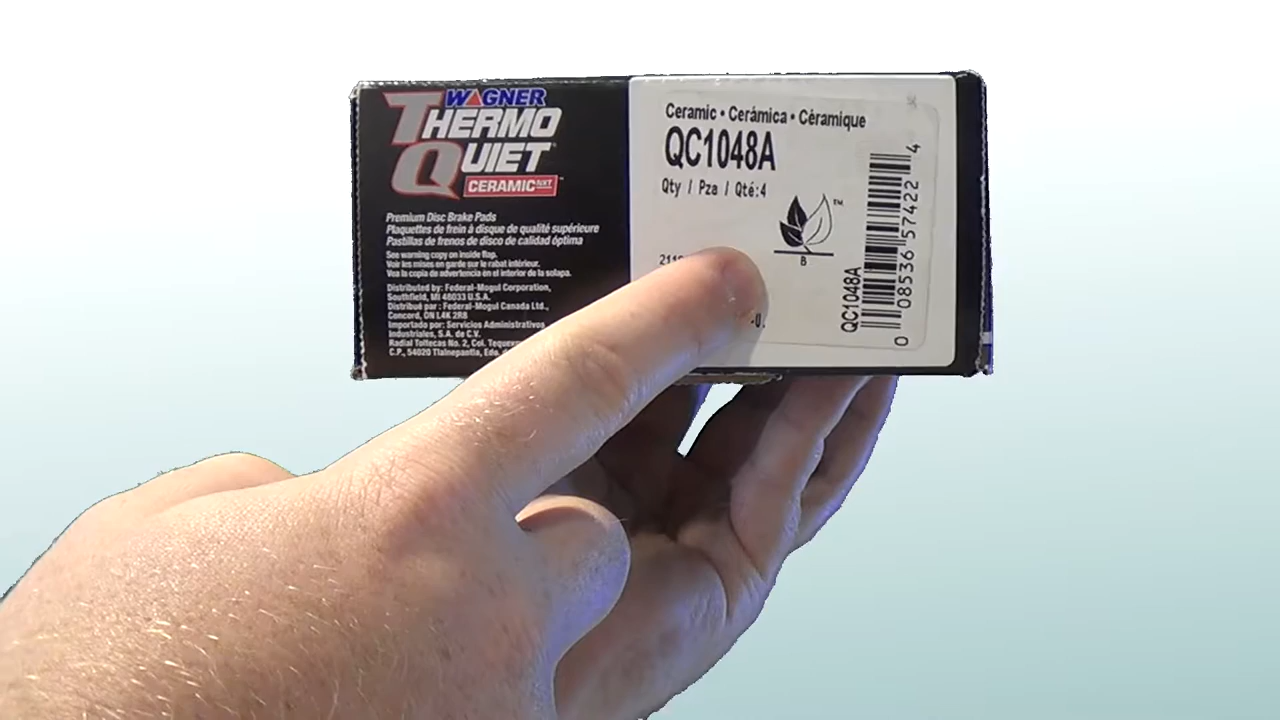 WAGNER
THERMO
QUIET
CERAMIC NXT ™
Premium Disc Brake Pads
Plaquettes de frein à disque de qualité supérieure
Pastillas de frenos de disco de calidad óptima
See warning copy on inside flap.
Voir les mises en garde sur le rabat intérieur.
Vea la copia de advertencia en el interior de la solapa.
Distributed by: Federal-Mogul Corporation,
Southfield, MI 48033 U.S.A.
Distribué par : Federal-Mogul Canada Ltd.,
Concord, ON L4K 2R8
Importado por: Servicios Administrativos
Industriales, S.A. de C.V.
Radial Toltecas No. 2, Col.
C.P., 54020 Tlalnepantla,
Ceramic • Cerámica • Céramique
QC1048A
Qty / Pza / Qté:4
™
B
QC1048A
0 08536 57422 4